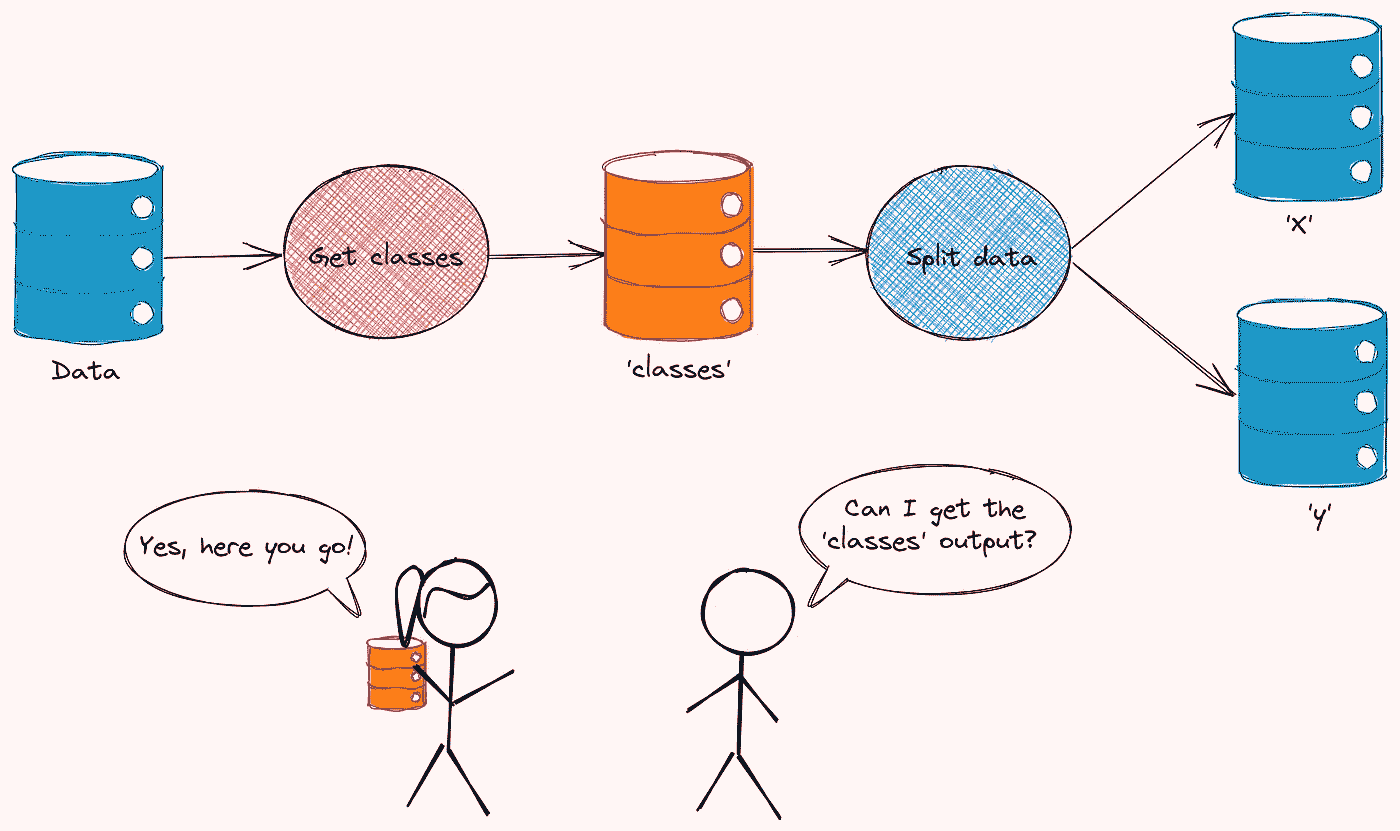 'X'
Get classes
Split data
Data
'classes'
'y'
Yes, here you go!
Can I get the
'classes' output?